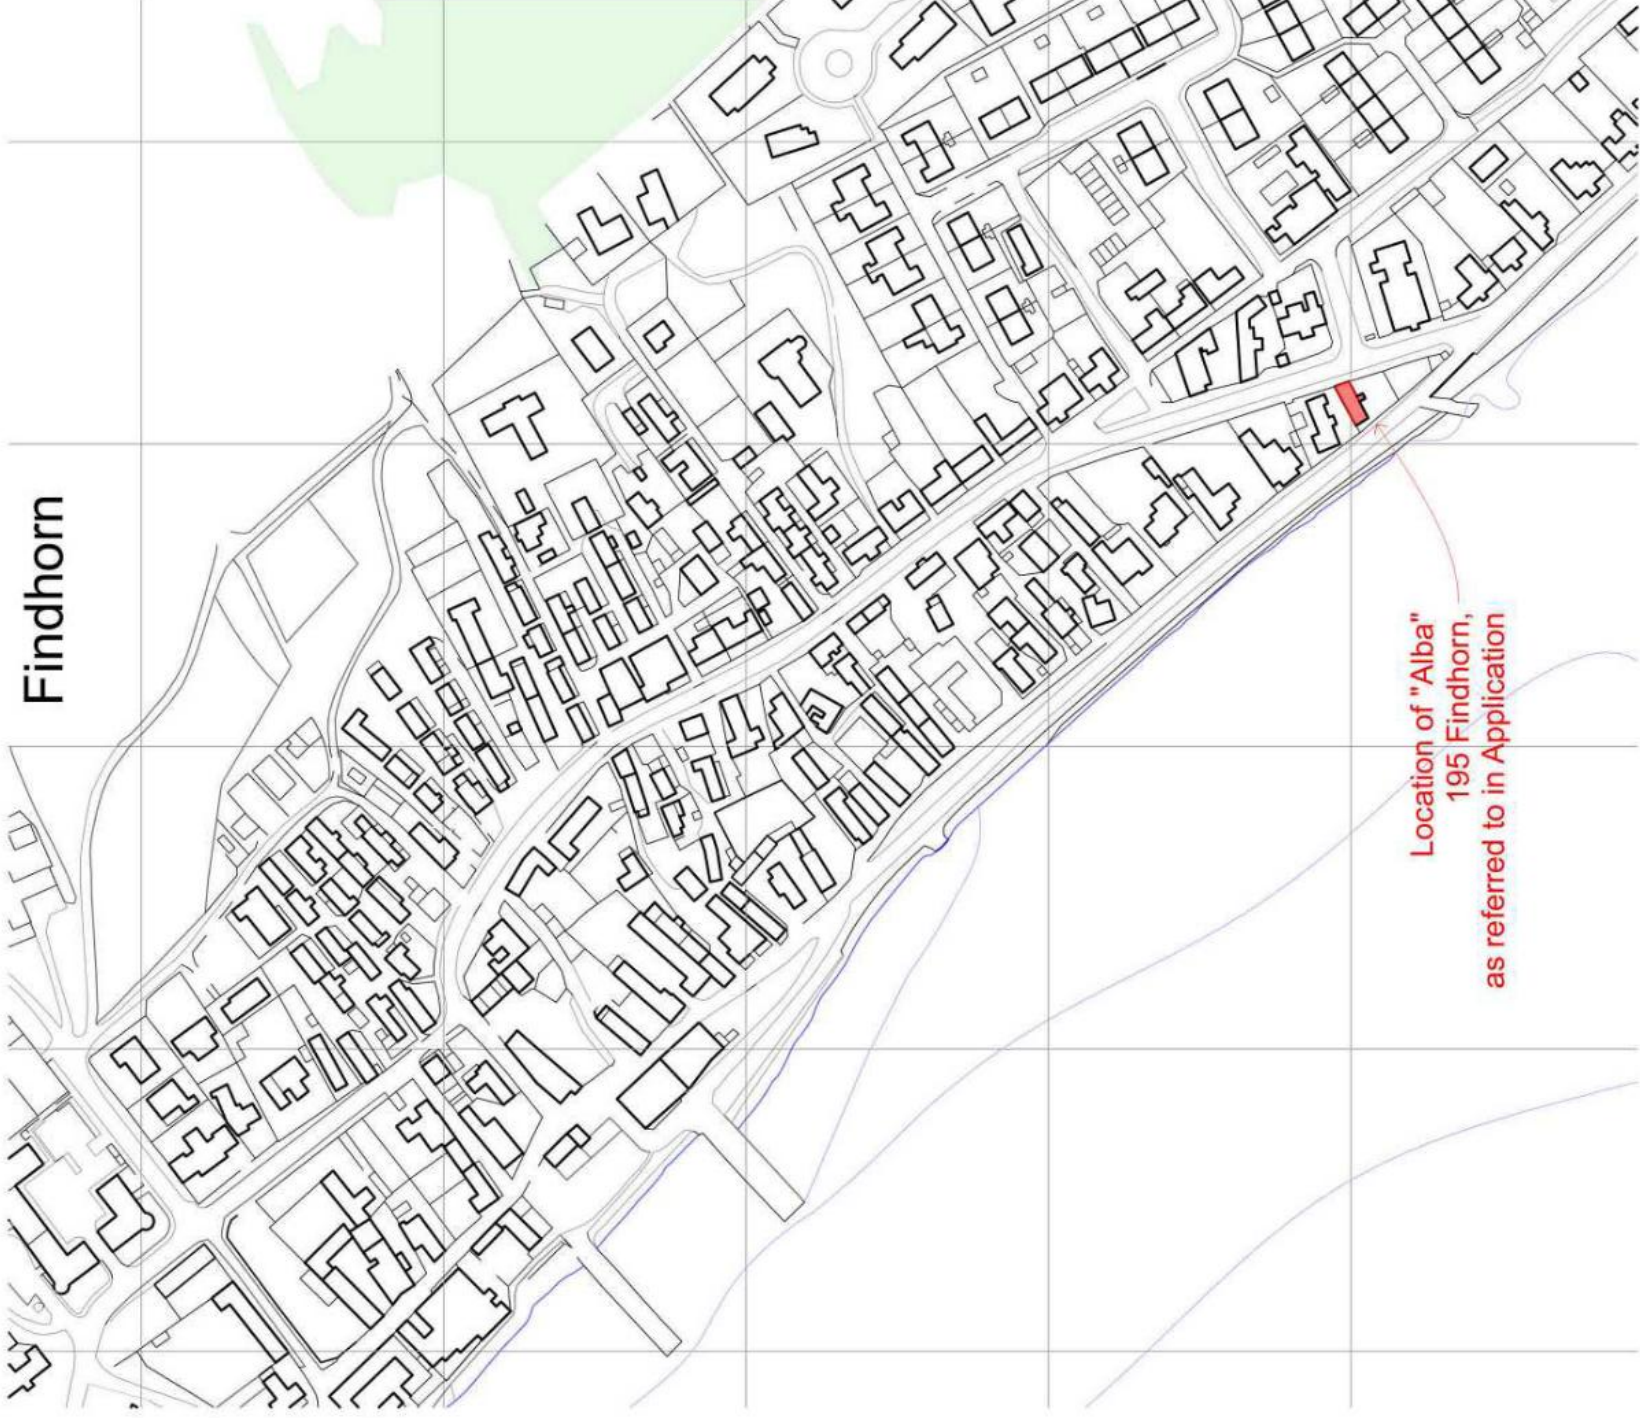 Findhorn
Location of "Alba"
195 Findhorn,
as referred to in Application